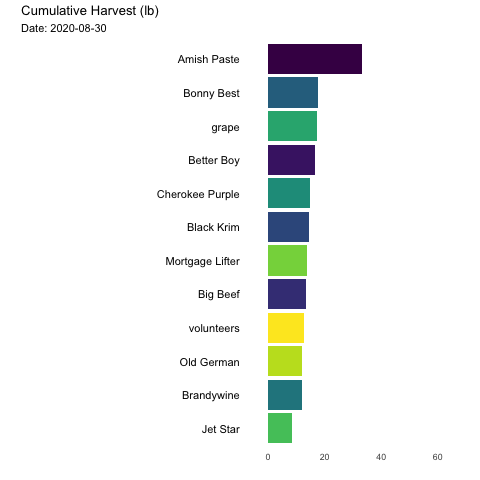 Cumulative Harvest (lb)
Date: 2020-08-30
Amish Paste
Bonny Best
grape
Better Boy
Cherokee Purple
Black Krim
Mortgage Lifter
Big Beef
volunteers
Old German
Brandywine
Jet Star
0 20 40 60